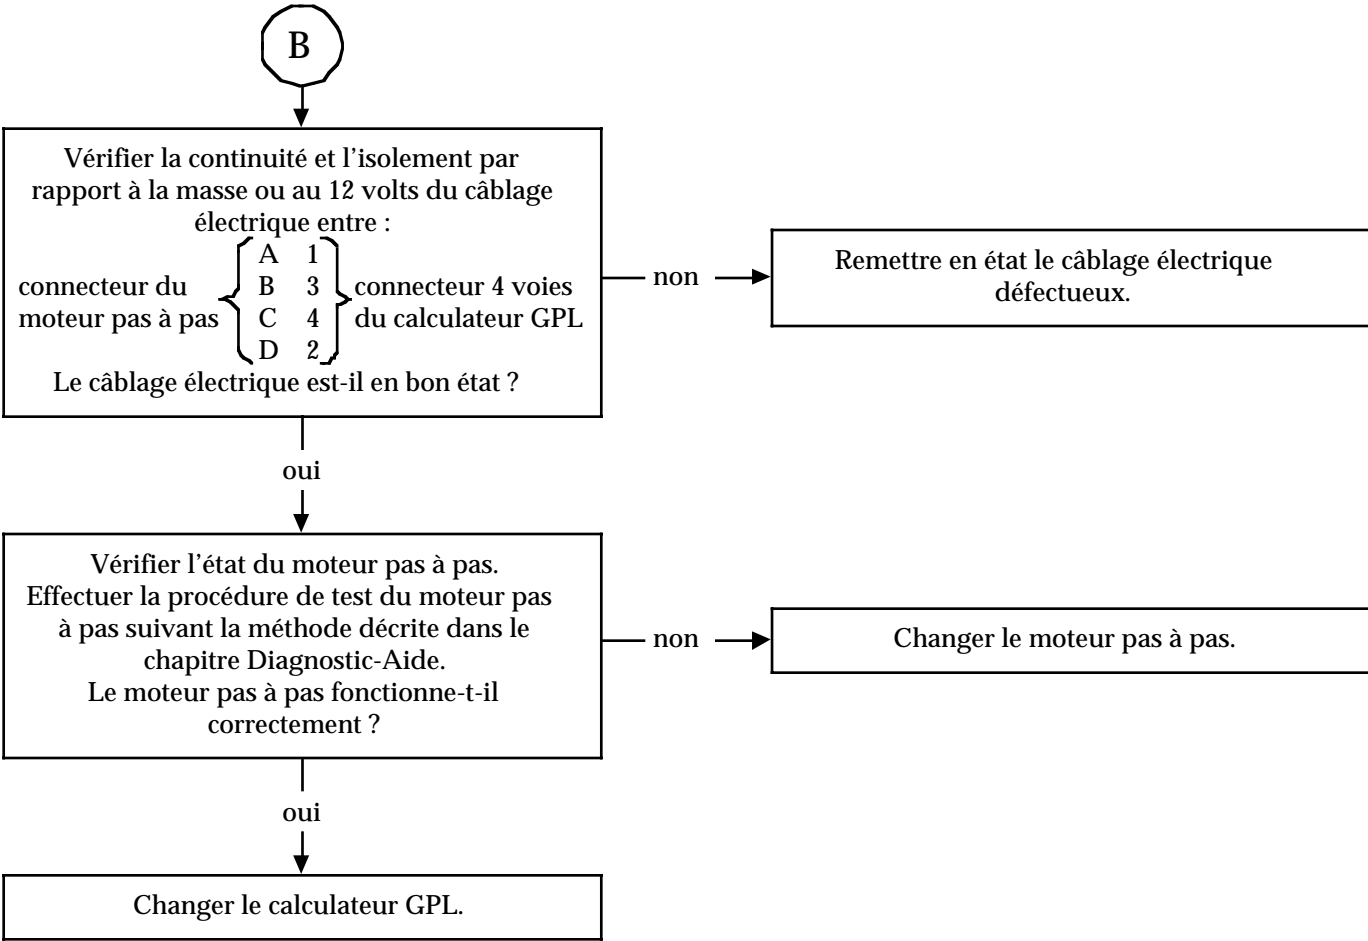 B
Vérifier la continuité et l'isolement par
rapport à la masse ou au 12 volts du câblage
électrique entre :
A 1
connecteur du B 3 connecteur 4 voies
moteur pas à pas C 4 du calculateur GPL
D 2
Le câblage électrique est-il en bon état ?
non
Remettre en état le câblage électrique
défectueux.
oui
Vérifier l'état du moteur pas à pas.
Effectuer la procédure de test du moteur pas
à pas suivant la méthode décrite dans le
chapitre Diagnostic-Aide.
Le moteur pas à pas fonctionne-t-il
correctement ?
non
Changer le moteur pas à pas.
oui
Changer le calculateur GPL.